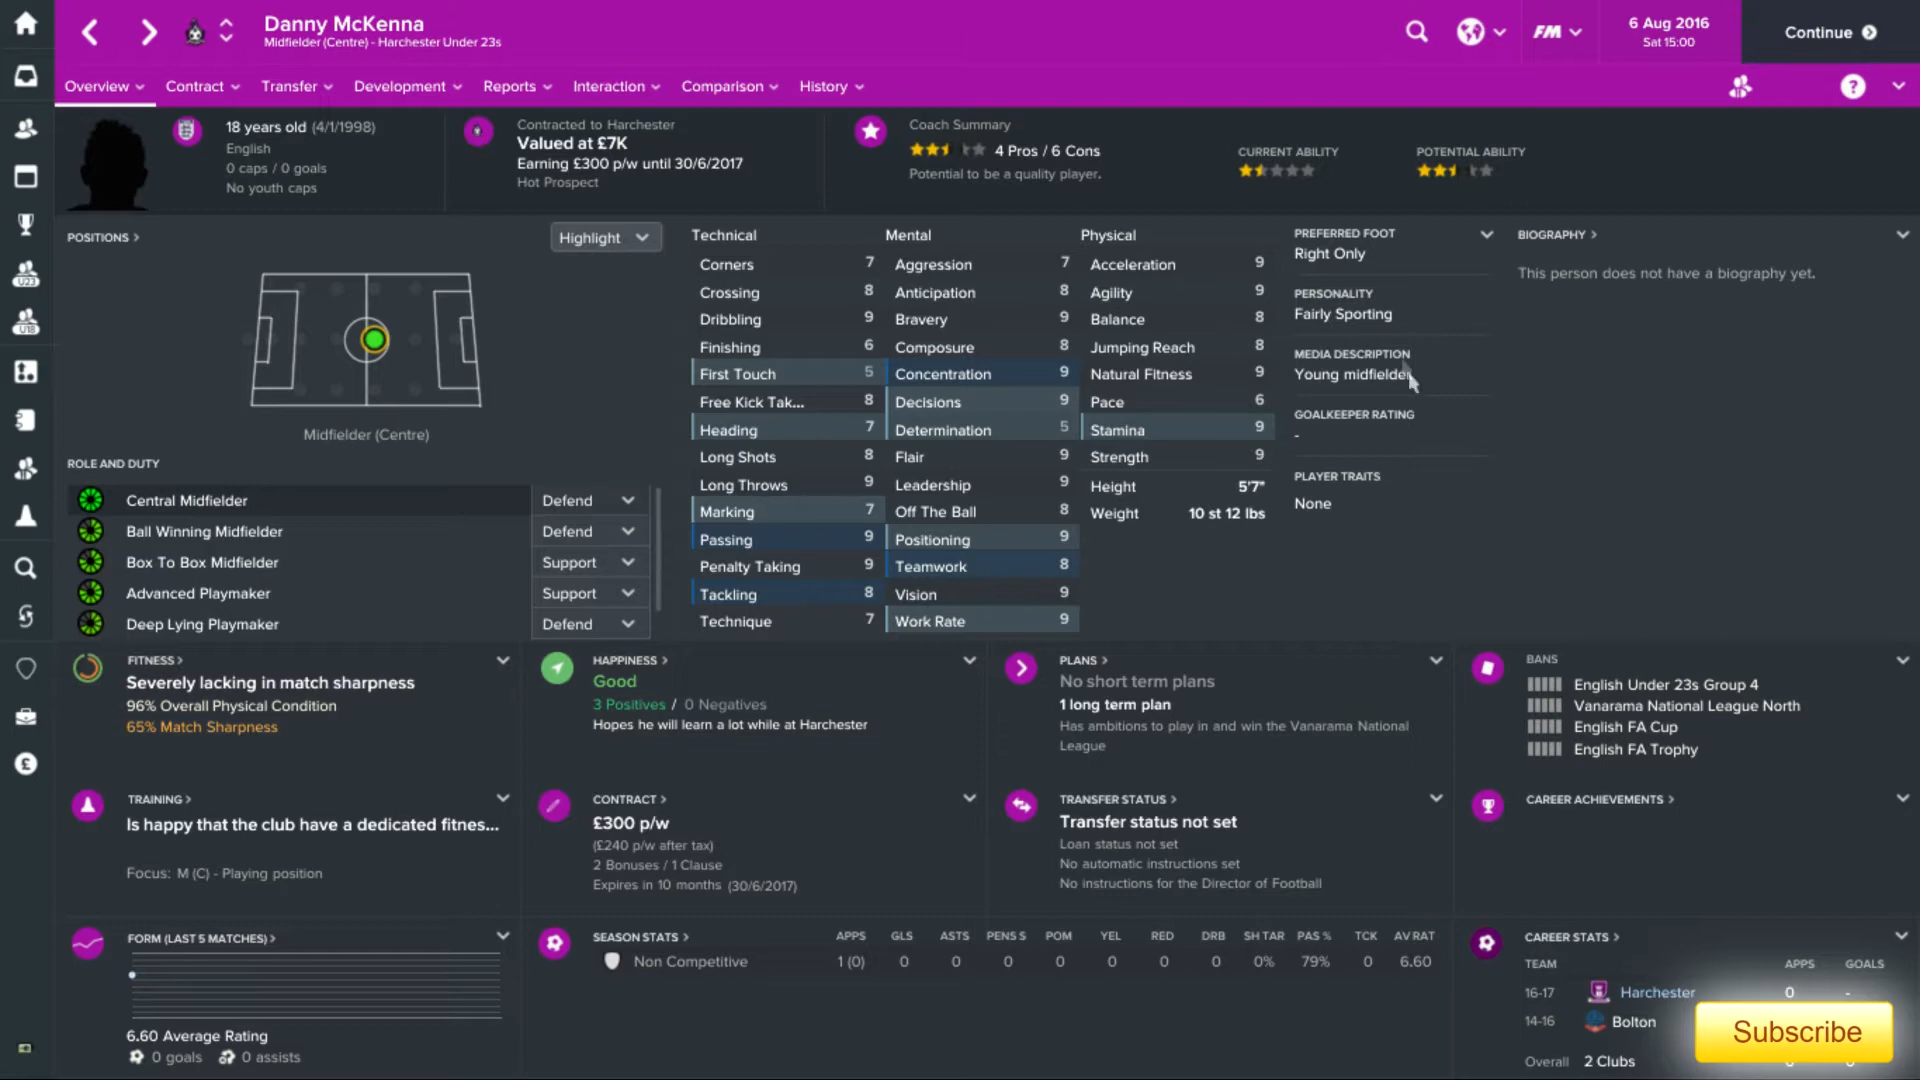 Danny McKenna
Midfielder (Centre) - Harchester Under 23s
FM
6 Aug 2016
Sat 15:00
Continue
Overview
Contract
Transfer
Development
Reports
Interaction
Comparison
History
?
18 years old (4/1/1998)
English
0 caps / 0 goals
No youth caps
Contracted to Harchester
Valued at £7K
Earning £300 p/w until 30/6/2017
Hot Prospect
Coach Summary
4 Pros / 6 Cons
Potential to be a quality player.
CURRENT ABILITY
POTENTIAL ABILITY
U23
U18
POSITIONS >
Highlight
Midfielder (Centre)
ROLE AND DUTY
Central Midfielder Defend
Ball Winning Midfielder Defend
Box To Box Midfielder Support
Advanced Playmaker Support
Deep Lying Playmaker Defend
Technical
Corners 7
Crossing 8
Dribbling 9
Finishing 6
First Touch 5
Free Kick Tak... 8
Heading 7
Long Shots 8
Long Throws 9
Marking 7
Passing 9
Penalty Taking 9
Tackling 8
Technique 7
Mental
Aggression 7
Anticipation 8
Bravery 9
Composure 8
Concentration 9
Decisions 9
Determination 5
Flair 9
Leadership 9
Off The Ball 8
Positioning 9
Teamwork 8
Vision 9
Work Rate 9
Physical
Acceleration 9
Agility 9
Balance 8
Jumping Reach 8
Natural Fitness 9
Pace 6
Stamina 9
Strength 9
Height 5'7"
Weight 10 st 12 lbs
PREFERRED FOOT
Right Only
PERSONALITY
Fairly Sporting
MEDIA DESCRIPTION
Young midfielder
GOALKEEPER RATING
-
PLAYER TRAITS
None
BIOGRAPHY >
This person does not have a biography yet.
FITNESS >
Severely lacking in match sharpness
96% Overall Physical Condition
65% Match Sharpness
HAPPINESS >
Good
3 Positives / 0 Negatives
Hopes he will learn a lot while at Harchester
PLANS >
No short term plans
1 long term plan
Has ambitions to play in and win the Vanarama National
League
BANS
English Under 23s Group 4
Vanarama National League North
English FA Cup
English FA Trophy
TRAINING >
Is happy that the club have a dedicated fitnes...
Focus: M (C) - Playing position
CONTRACT >
£300 p/w
(£240 p/w after tax)
2 Bonuses / 1 Clause
Expires in 10 months (30/6/2017)
TRANSFER STATUS >
Transfer status not set
Loan status not set
No automatic instructions set
No instructions for the Director of Football
CAREER ACHIEVEMENTS >
FORM (LAST 5 MATCHES) >
6.60 Average Rating
0 goals 0 assists
SEASON STATS > APPS GLS ASTS PENS S POM YEL RED DRB SH TAR PAS % TCK AV RAT
Non Competitive 1 (0) 0 0 0 0 0 0 0 0% 79% 0 6.60
CAREER STATS >
TEAM APPS GOALS
16-17 Harchester 0 -
14-16 Bolton
Overall 2 Clubs
Subscribe